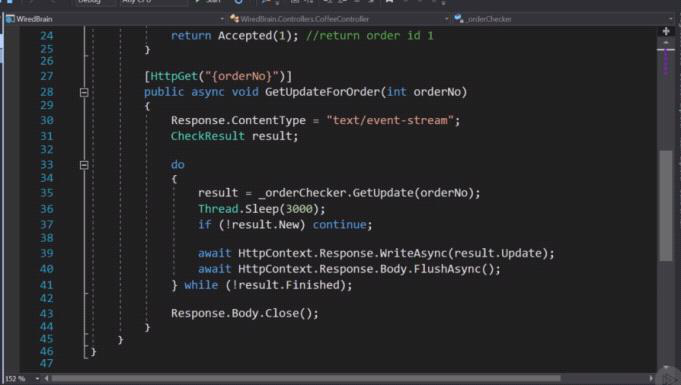 WiredBrain
WiredBrain.Controllers.CoffeeController
_orderChecker
24 return Accepted(1); //return order id 1
25 }
26
27 [HttpGet("{orderNo}")]
28 public async void GetUpdateForOrder(int orderNo)
29 {
30 Response.ContentType = "text/event-stream";
31 CheckResult result;
32
33 do
34 {
35 result = _orderChecker.GetUpdate(orderNo);
36 Thread.Sleep(3000);
37 if (!result.New) continue;
38
39 await HttpContext.Response.WriteAsync(result.Update);
40 await HttpContext.Response.Body.FlushAsync();
41 } while (!result.Finished);
42
43 Response.Body.Close();
44 }
45 }
46 }
47
152 %